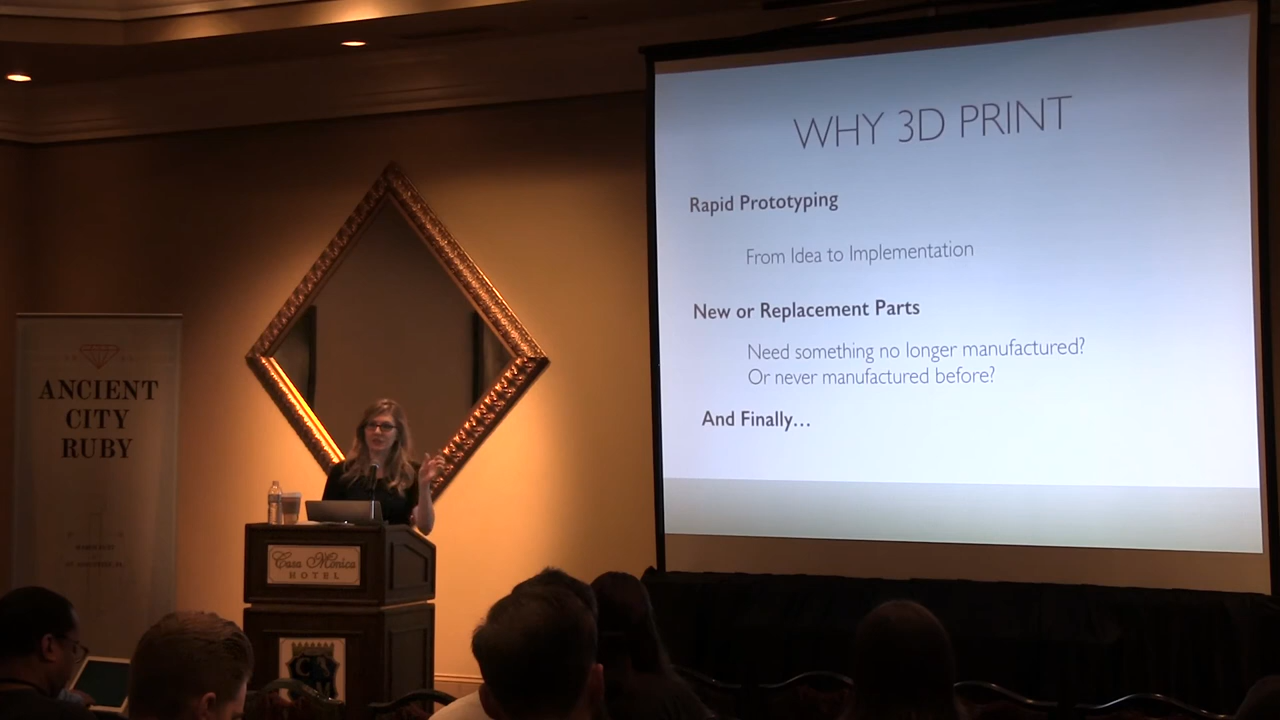 WHY 3D PRINT
Rapid Prototyping
From Idea to Implementation
New or Replacement Parts
Need something no longer manufactured?
Or never manufactured before?
And Finally...
ANCIENT
CITY
RUBY
Casa Monica
HOTEL